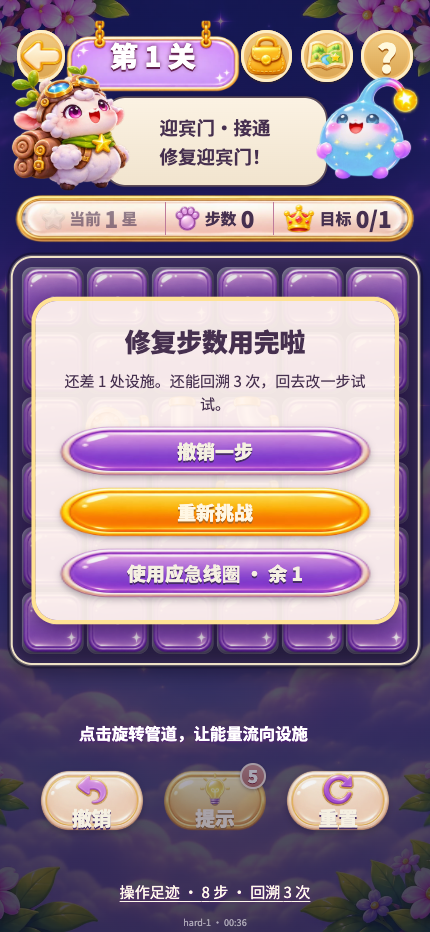 第1关
?
迎宾门·接通
修复迎宾门!
当前1星 步数0 目标0/1
修复步数用完啦
还差1处设施。还能回溯3次，回去改一步试
试。
撤销一步
重新挑战
使用应急线圈 · 余1
点击旋转管道，让能量流向设施
5
撤销 提示 重置
操作足迹 · 8步 · 回溯3次
hard-1 · 00:36